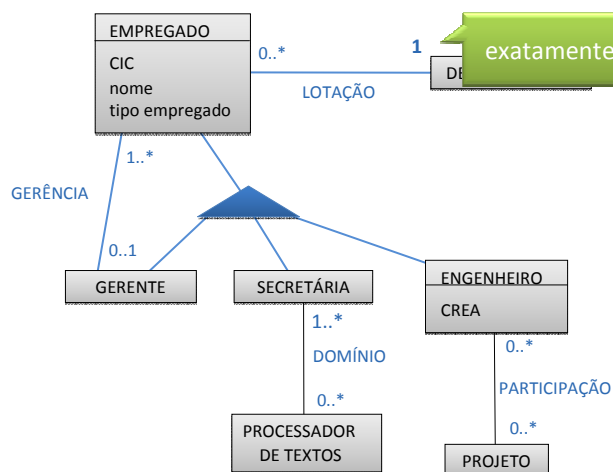 EMPREGADO
CIC
nome
tipo empregado
0..*
1
exatamente
DE
LOTAÇÃO
1..*
GERÊNCIA
0..1
GERENTE
SECRETÁRIA
ENGENHEIRO
CREA
1..*
DOMÍNIO
0..*
0..*
PARTICIPAÇÃO
0..*
PROCESSADOR
DE TEXTOS
PROJETO